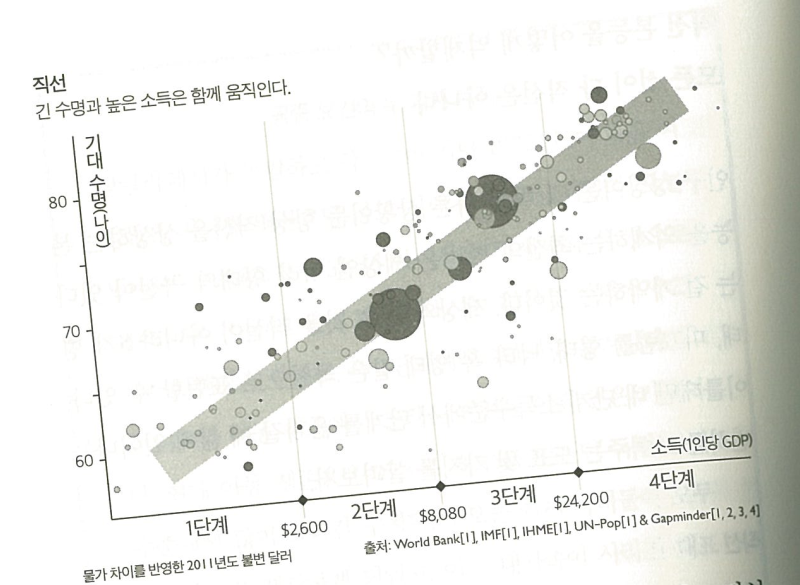 직선
긴 수명과 높은 소득은 함께 움직인다.
기대 수명(나이)
80
70
60
소득(1인당 GDP)
1단계
$2,600
2단계
$8,080
3단계
$24,200
4단계
물가 차이를 반영한 2011년도 불변 달러
출처: World Bank[1], IMF[1], IHME[1], UN-Pop[1] & Gapminder[1, 2, 3, 4]